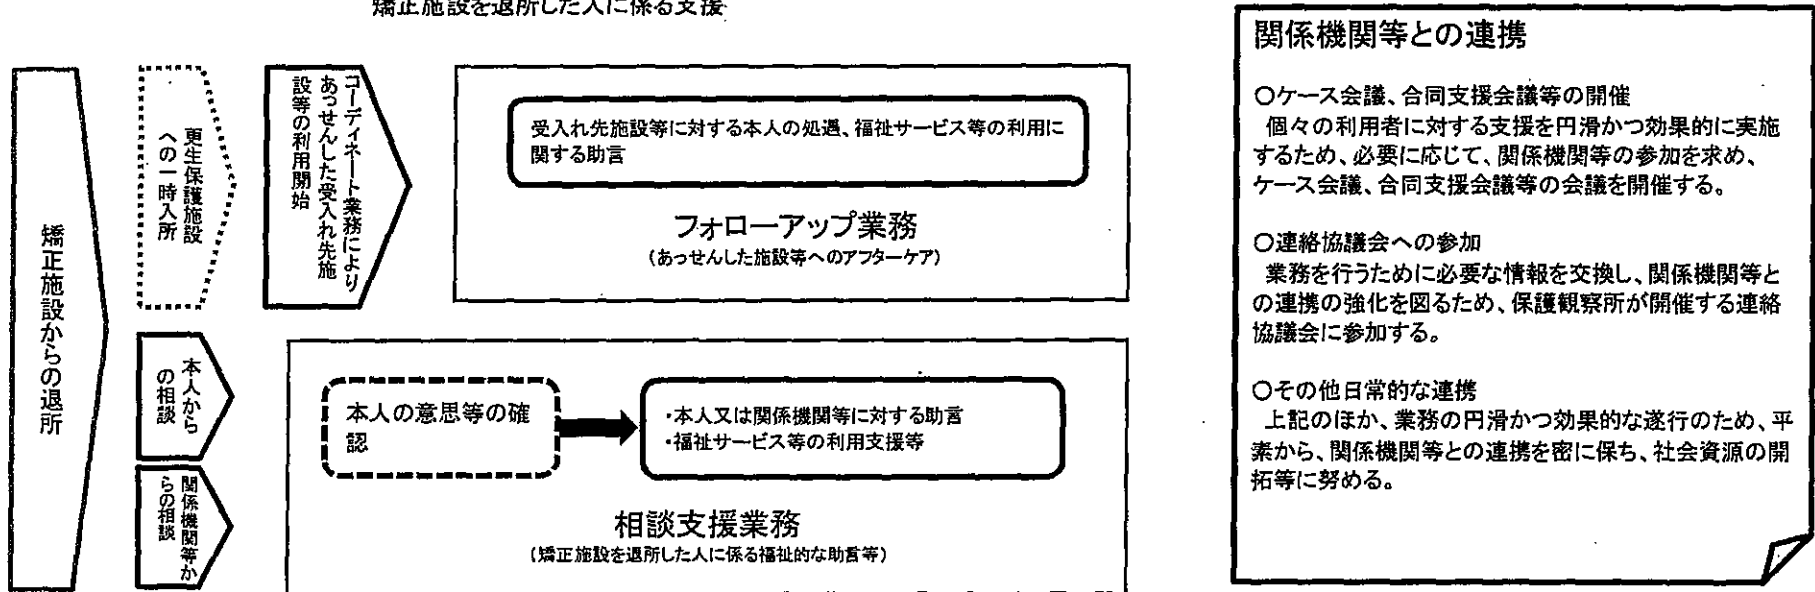 矯正施設を退所した人に係る支援
矯正施設からの退所
更生保護施設
への一時入所
コーディネート業務により
あっせんした受入れ先施
設等の利用開始
受入れ先施設等に対する本人の処遇、福祉サービス等の利用に
関する助言
フォローアップ業務
(あっせんした施設等へのアフターケア)
本人から
の相談
関係機関等か
らの相談
本人の意思等の確
認
・本人又は関係機関等に対する助言
・福祉サービス等の利用支援等
相談支援業務
(矯正施設を退所した人に係る福祉的な助言等)
関係機関等との連携
○ケース会議、合同支援会議等の開催
個々の利用者に対する支援を円滑かつ効果的に実施
するため、必要に応じて、関係機関等の参加を求め、
ケース会議、合同支援会議等の会議を開催する。
○連絡協議会への参加
業務を行うために必要な情報を交換し、関係機関等と
の連携の強化を図るため、保護観察所が開催する連絡
協議会に参加する。
○その他日常的な連携
上記のほか、業務の円滑かつ効果的な遂行のため、平
素から、関係機関等との連携を密に保ち、社会資源の開
拓等に努める。